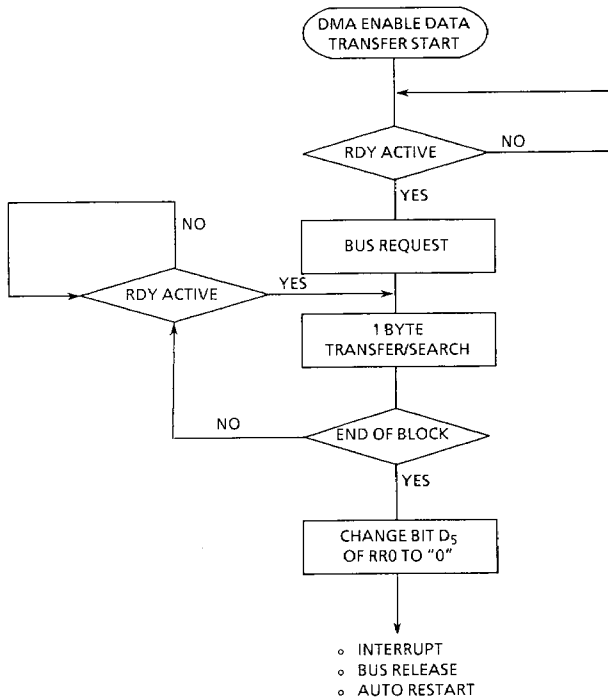 DMA ENABLE DATA
TRANSFER START
RDY ACTIVE
NO
YES
BUS REQUEST
NO
RDY ACTIVE
YES
1 BYTE
TRANSFER/SEARCH
NO
END OF BLOCK
YES
CHANGE BIT D5
OF RR0 TO "0"
∘ INTERRUPT
∘ BUS RELEASE
∘ AUTO RESTART